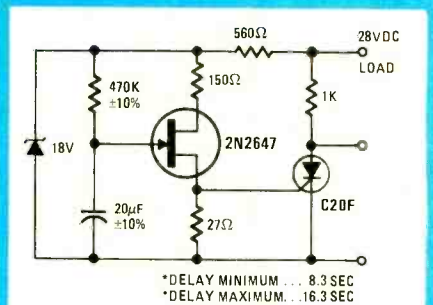 560Ω
28VDC
LOAD
470K
±10%
150Ω
1K
2N2647
18V
C20F
20μF
±10%
27Ω
*DELAY MINIMUM ... 8.3 SEC
*DELAY MAXIMUM...16.3 SEC